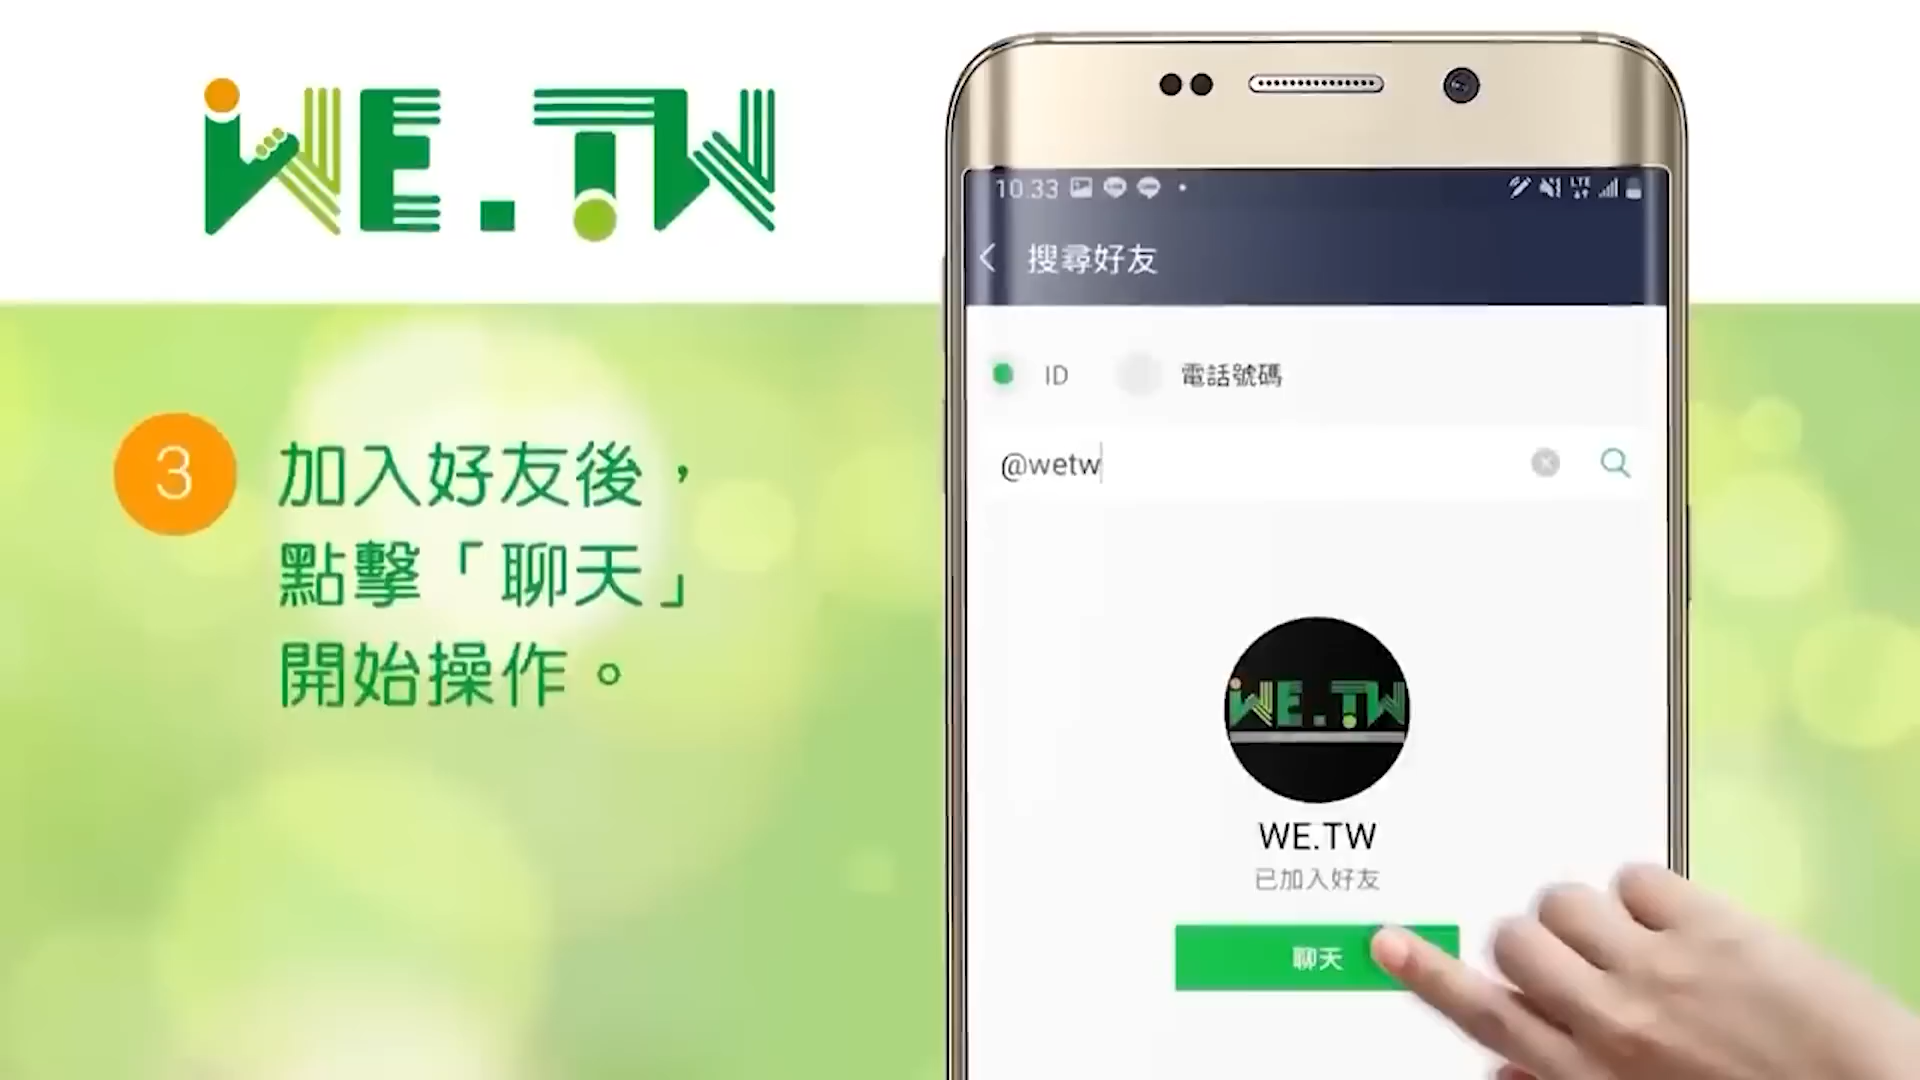 WE.TW
3
加入好友後，
點擊「聊天」
開始操作。
10.33
LTE
搜尋好友
ID
電話號碼
@wetw
WE.TW
WE.TW
已加入好友
聊天